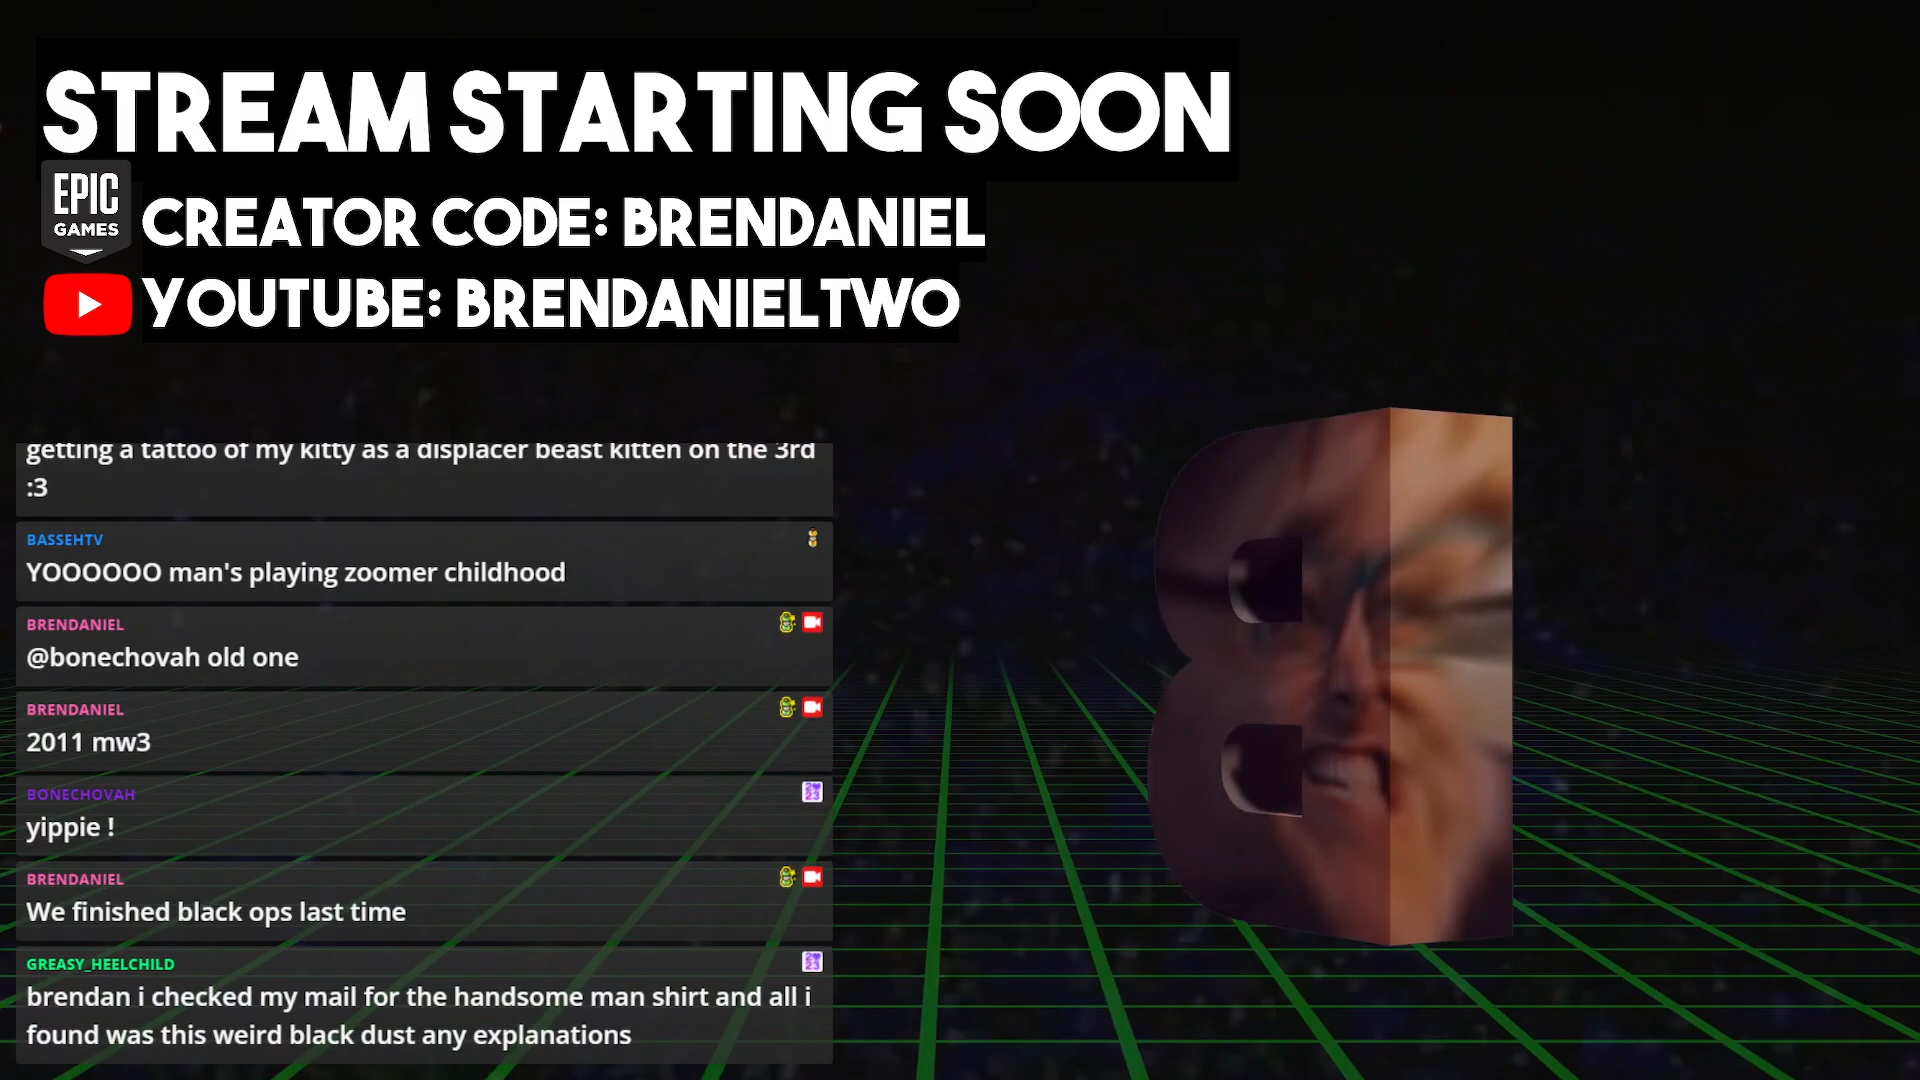 STREAM STARTING SOON
EPIC
GAMES
CREATOR CODE: BRENDANIEL
YOUTUBE: BRENDANIELTWO
getting a tattoo of my kitty as a displacer beast kitten on the 3rd
:3
BASSEHTV
YOOOOOO man's playing zoomer childhood
BRENDANIEL
@bonechovah old one
BRENDANIEL
2011 mw3
BONECHOVAH
yippie !
BRENDANIEL
We finished black ops last time
GREASY_HEELCHILD
brendan i checked my mail for the handsome man shirt and all i
found was this weird black dust any explanations